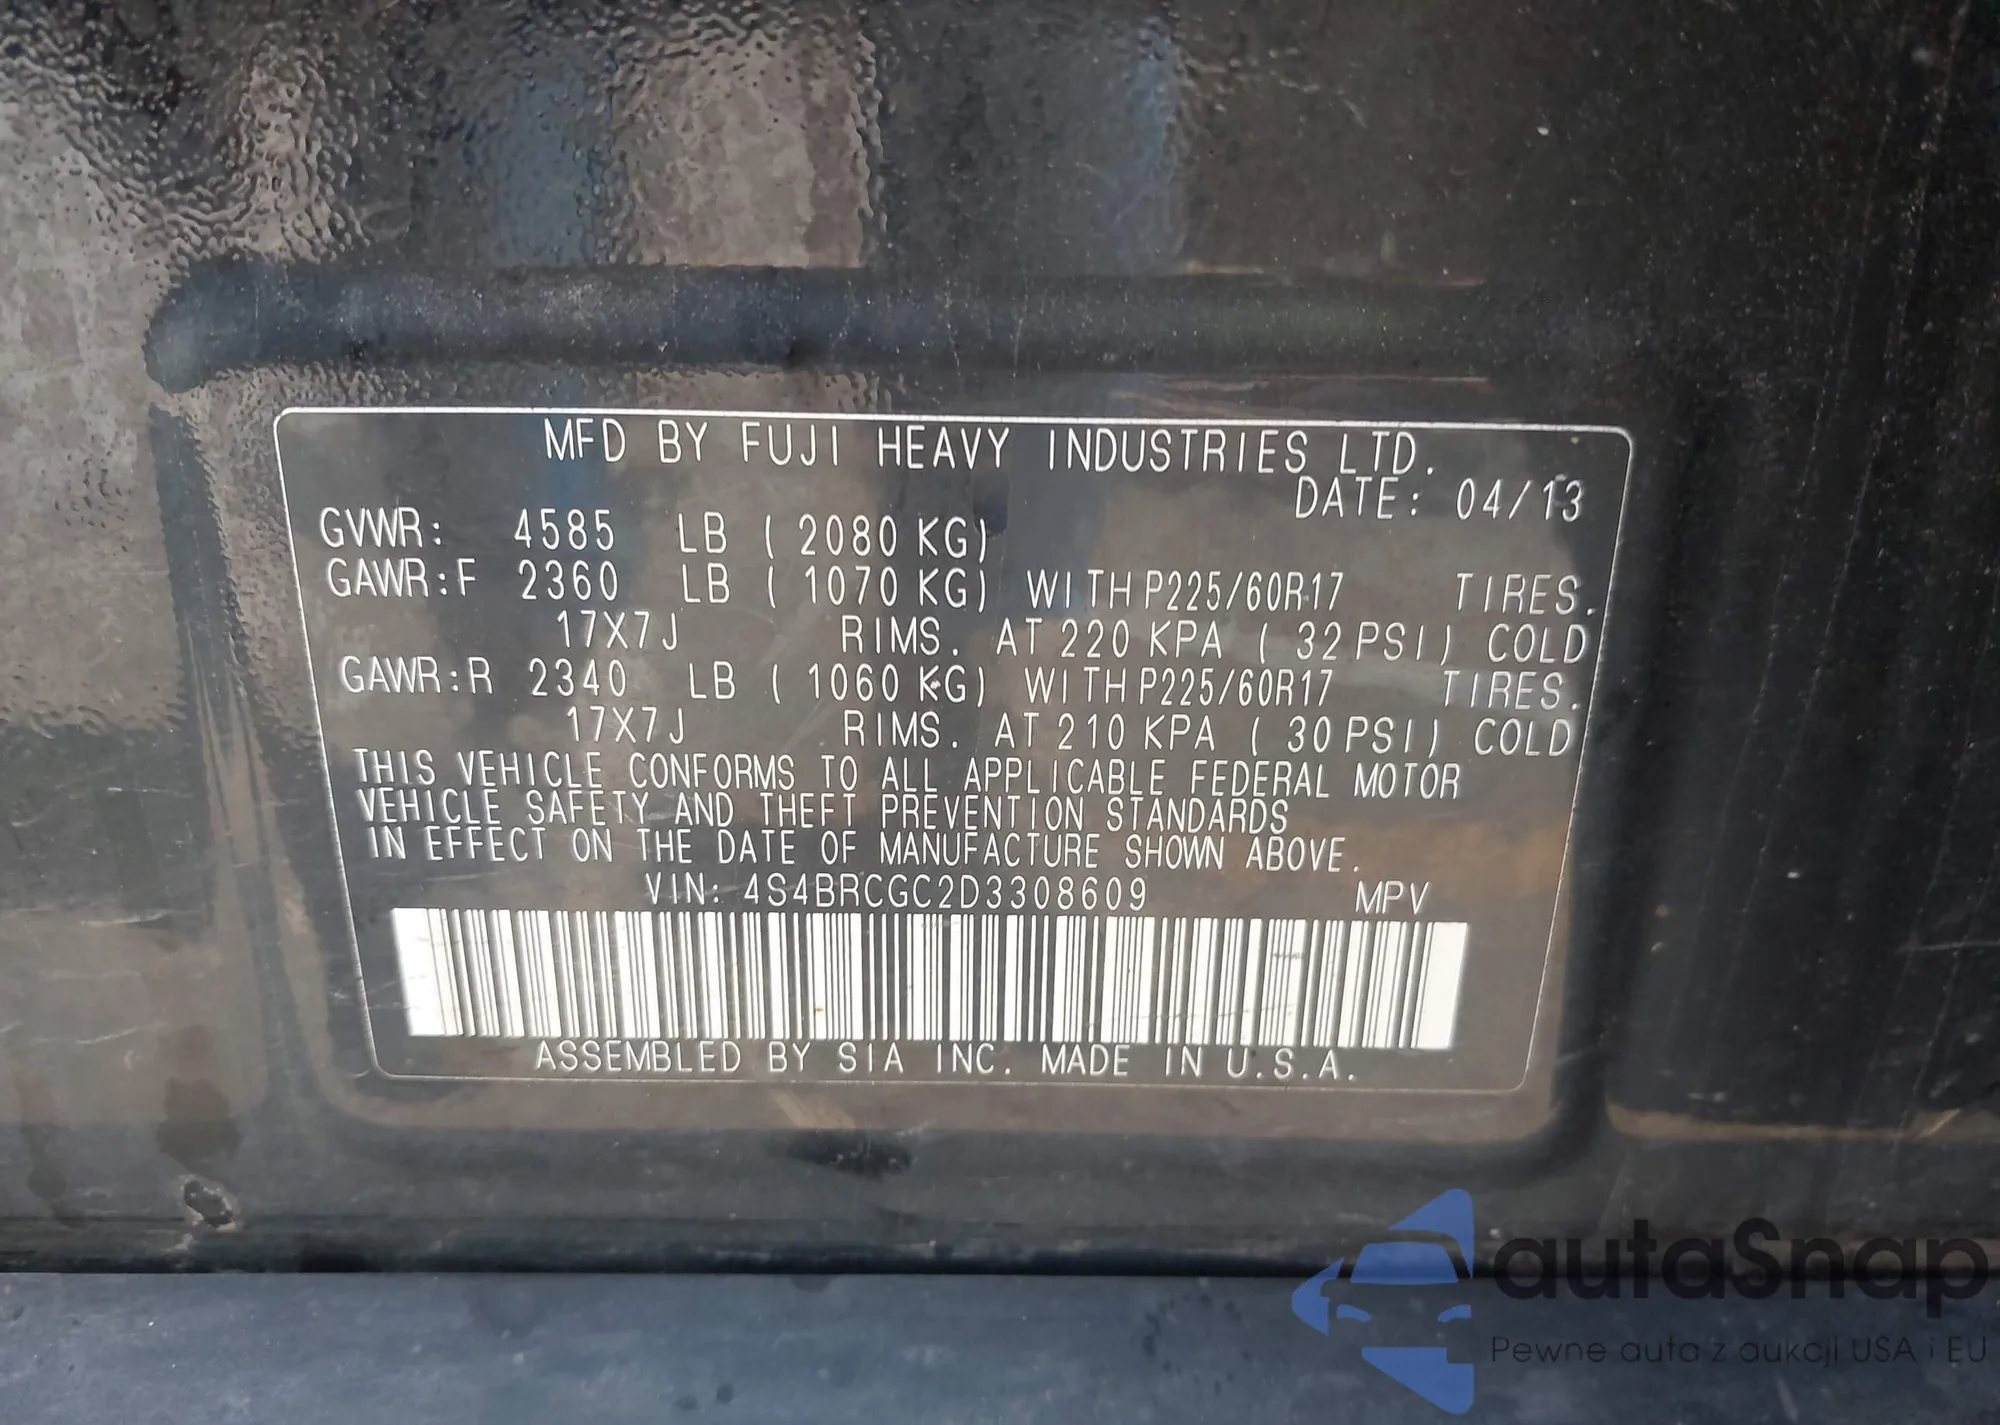 MFD BY FUJI HEAVY INDUSTRIES LTD.
DATE: 04/13
GVWR: 4585 LB ( 2080 KG)
GAWR:F 2360 LB ( 1070 KG) WITH P225/60R17 TIRES.
17X7J RIMS. AT 220 KPA ( 32 PSI) COLD
GAWR:R 2340 LB ( 1060 KG) WITH P225/60R17 TIRES.
17X7J RIMS. AT 210 KPA ( 30 PSI) COLD
THIS VEHICLE CONFORMS TO ALL APPLICABLE FEDERAL MOTOR
VEHICLE SAFETY AND THEFT PREVENTION STANDARDS
IN EFFECT ON THE DATE OF MANUFACTURE SHOWN ABOVE.
VIN: 4S4BRCGC2D3308609 MPV
ASSEMBLED BY SIA INC. MADE IN U.S.A.
autaSnap
Pewne auta z aukcji USA i EU